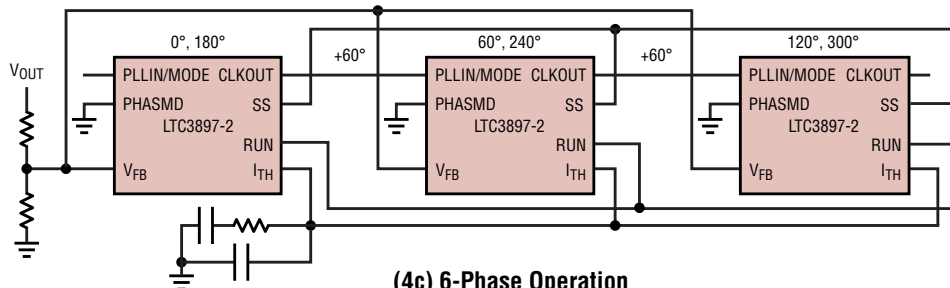 0°, 180°
+60°
60°, 240°
+60°
120°, 300°
VOUT
PLLIN/MODE CLKOUT
PHASMD SS
LTC3897-2
RUN
VFB ITH
PLLIN/MODE CLKOUT
PHASMD SS
LTC3897-2
RUN
VFB ITH
PLLIN/MODE CLKOUT
PHASMD SS
LTC3897-2
RUN
VFB ITH
(4c) 6-Phase Operation